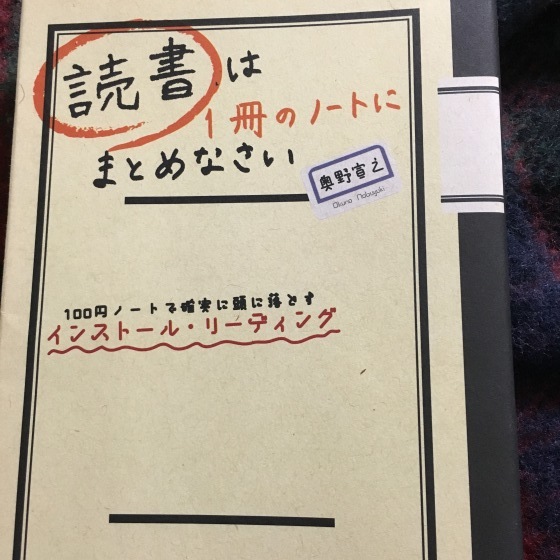 読書は
1冊のノートに
まとめなさい
奥野宣之
Okuno Nobuyuki
100円ノートで確実に頭に落とす
インストール・リーディング